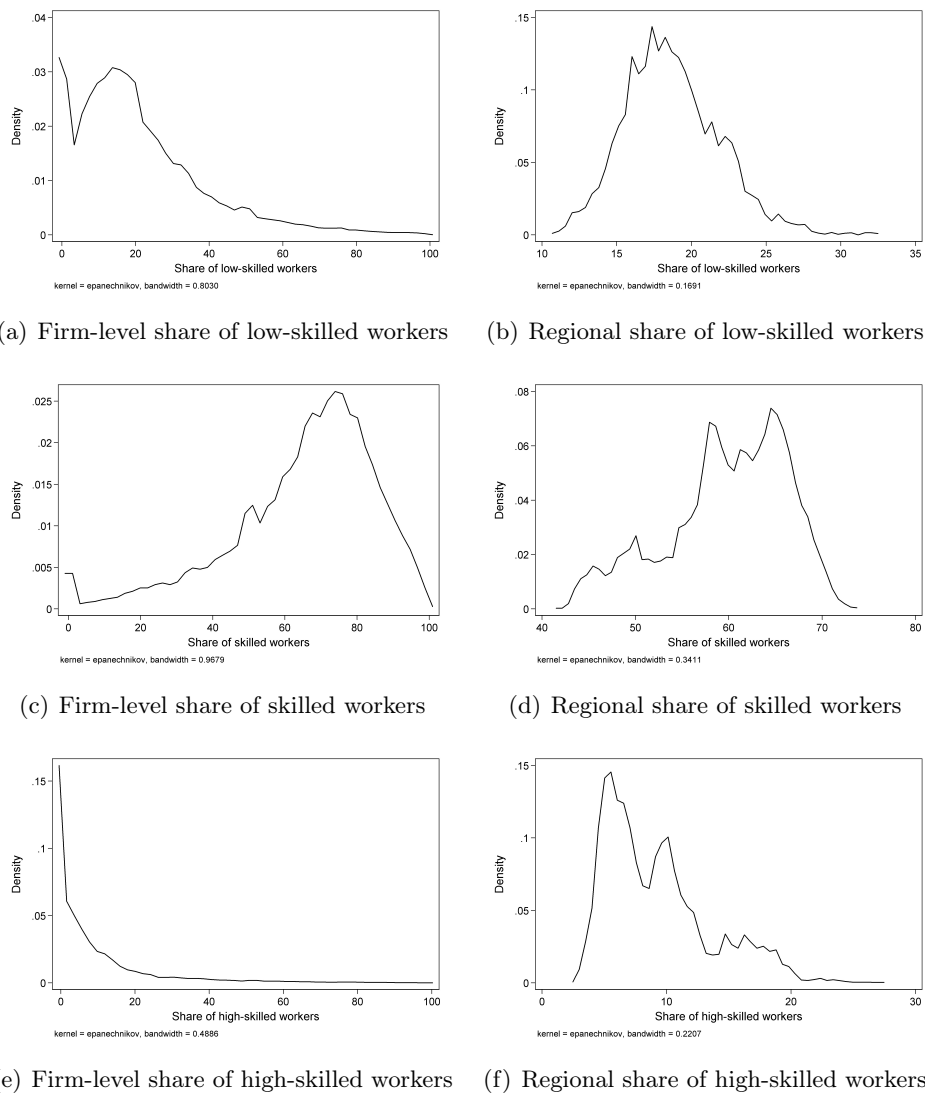 .04
.03
.02
.01
0
Density
0 20 40 60 80 100
Share of low-skilled workers
kernel = epanechnikov, bandwidth = 0.8030
.15
.1
.05
0
Density
10 15 20 25 30 35
Share of low-skilled workers
kernel = epanechnikov, bandwidth = 0.1691
a) Firm-level share of low-skilled workers
(b) Regional share of low-skilled workers
.025
.02
.015
.01
.005
0
Density
0 20 40 60 80 100
Share of skilled workers
kernel = epanechnikov, bandwidth = 0.9679
.08
.06
.04
.02
0
Density
40 50 60 70 80
Share of skilled workers
kernel = epanechnikov, bandwidth = 0.3411
(c) Firm-level share of skilled workers
(d) Regional share of skilled workers
.15
.1
.05
0
Density
0 20 40 60 80 100
Share of high-skilled workers
kernel = epanechnikov, bandwidth = 0.4886
.15
.1
.05
0
Density
0 10 20 30
Share of high-skilled workers
kernel = epanechnikov, bandwidth = 0.2207
e) Firm-level share of high-skilled workers
(f) Regional share of high-skilled workers